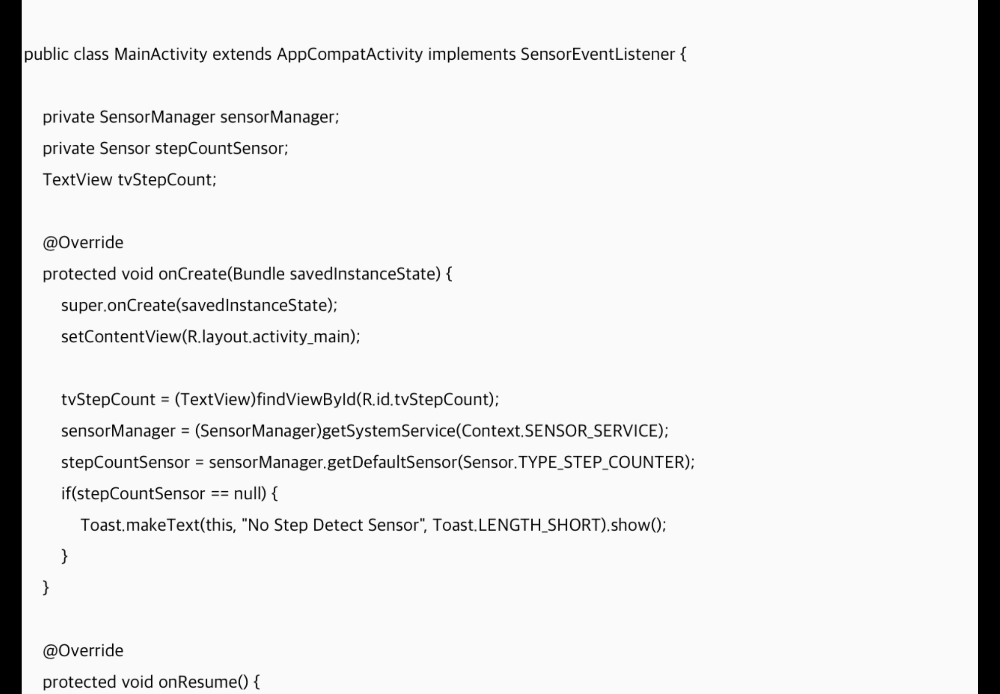 public class MainActivity extends AppCompatActivity implements SensorEventListener {
private SensorManager sensorManager;
private Sensor stepCountSensor;
TextView tvStepCount;
@Override
protected void onCreate(Bundle savedInstanceState) {
super.onCreate(savedInstanceState);
setContentView(R.layout.activity_main);
tvStepCount = (TextView)findViewById(R.id.tvStepCount);
sensorManager = (SensorManager)getSystemService(Context.SENSOR_SERVICE);
stepCountSensor = sensorManager.getDefaultSensor(Sensor.TYPE_STEP_COUNTER);
if(stepCountSensor == null) {
Toast.makeText(this, "No Step Detect Sensor", Toast.LENGTH_SHORT).show();
}
}
@Override
protected void onResume() {